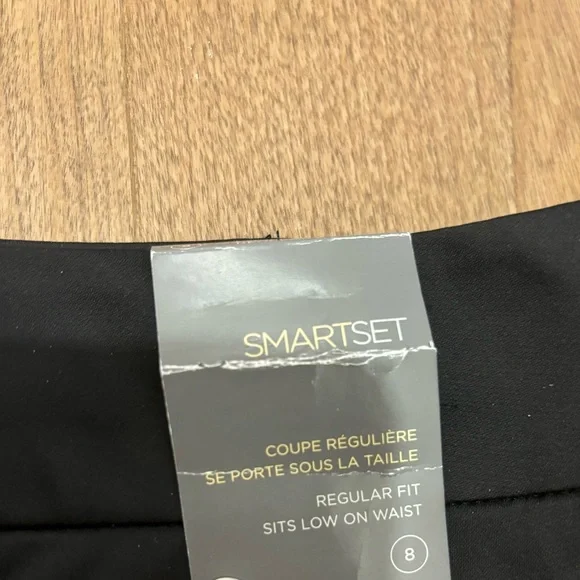 SMARTSET
COUPE RÉGULIÈRE
SE PORTE SOUS LA TAILLE
REGULAR FIT
SITS LOW ON WAIST
8